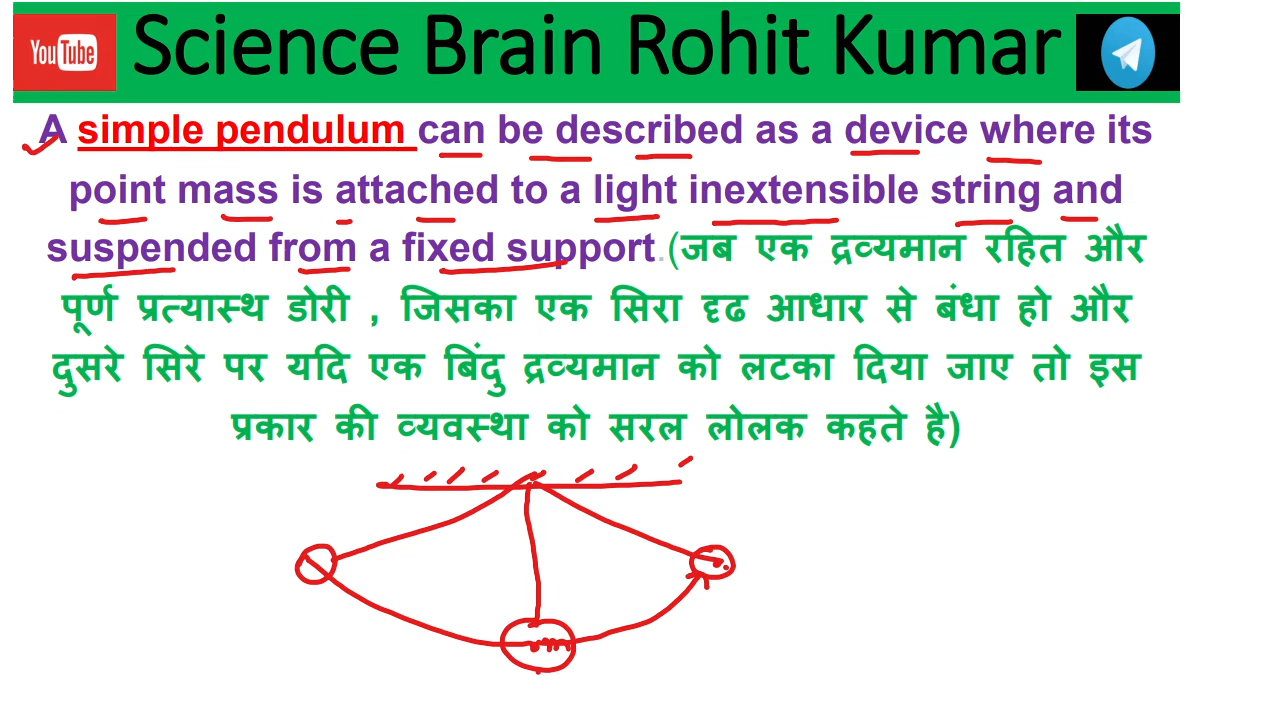 YouTube Science Brain Rohit Kumar
A simple pendulum can be described as a device where its
point mass is attached to a light inextensible string and
suspended from a fixed support.(जब एक द्रव्यमान रहित और
पूर्ण प्रत्यास्थ डोरी , जिसका एक सिरा दृढ आधार से बंधा हो और
दुसरे सिरे पर यदि एक बिंदु द्रव्यमान को लटका दिया जाए तो इस
प्रकार की व्यवस्था को सरल लोलक कहते है)